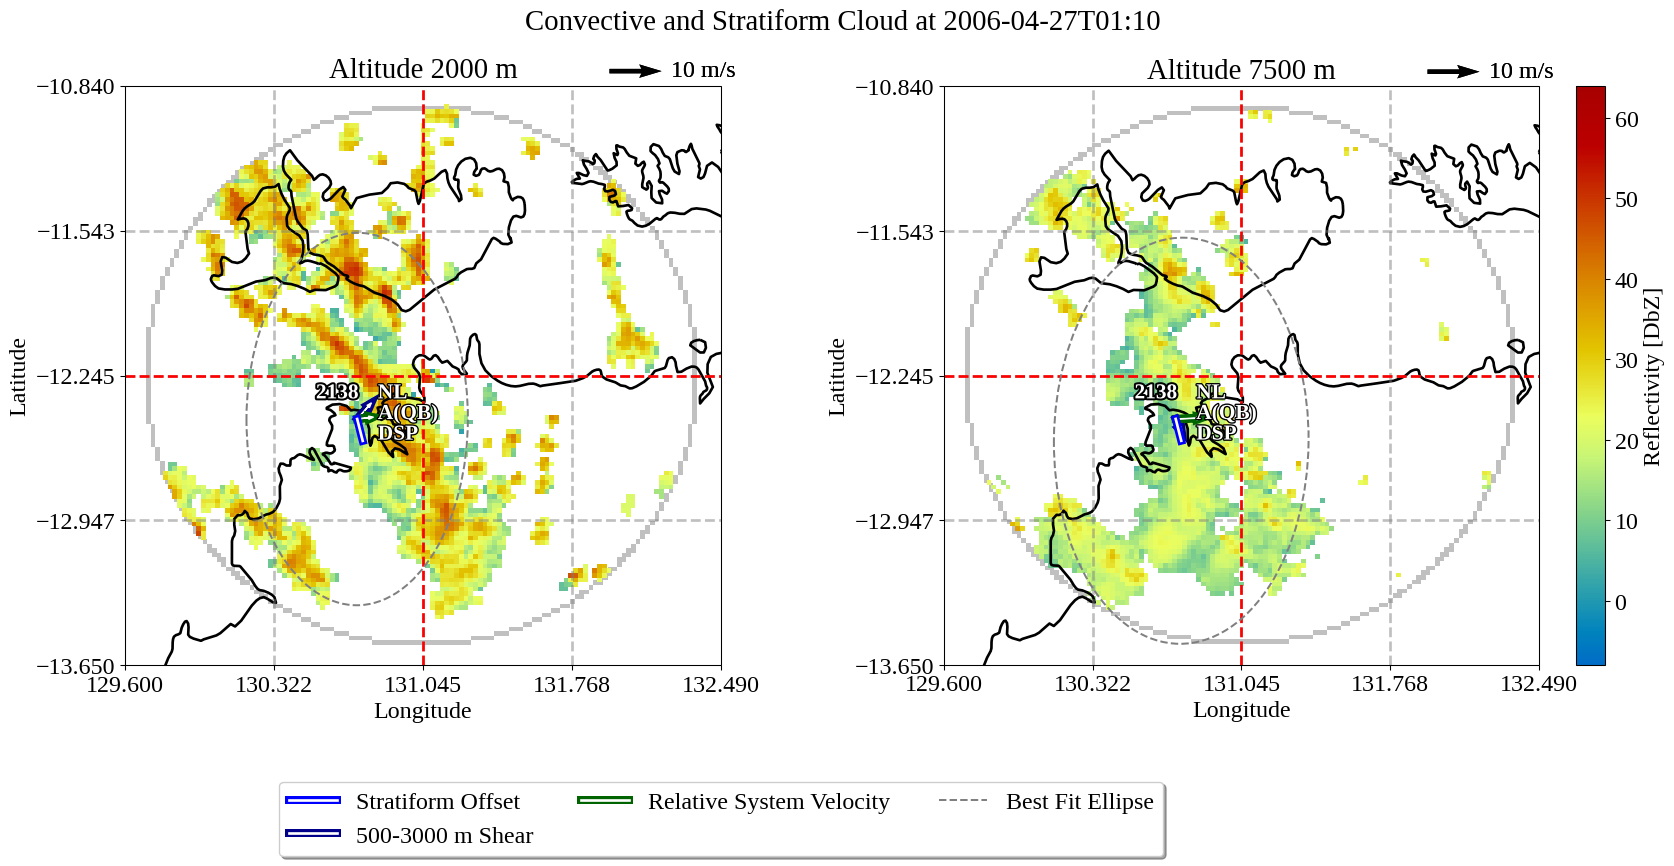 Convective and Stratiform Cloud at 2006-04-27T01:10
Altitude 2000 m
10 m/s
Altitude 7500 m
10 m/s
−10.840
−11.543
−12.245
−12.947
−13.650
Latitude
129.600
130.322
131.045
131.768
132.490
Longitude
2138
NL
A(QB)
DSP
−10.840
−11.543
−12.245
−12.947
−13.650
Latitude
129.600
130.322
131.045
131.768
132.490
Longitude
2138
NL
A(QB)
DSP
60
50
40
30
20
10
0
Reflectivity [DbZ]
Stratiform Offset
Relative System Velocity
Best Fit Ellipse
500-3000 m Shear